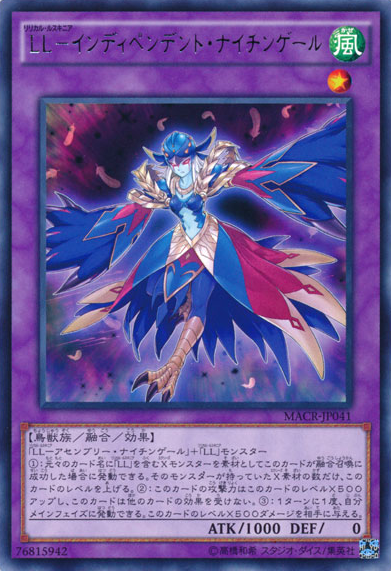 リリカル・ルスキニア
LL－インディペンデント・ナイチンゲール
風
MACR-JP041
【鳥獣族／融合／効果】
「LL－アセンブリー・ナイチンゲール」＋「LL」モンスター
①：元々のカード名に「LL」を含むXモンスターを素材としてこのカードが融合召喚に
成功した場合に発動できる。そのモンスターが持っていたX素材の数だけ、この
カードのレベルを上げる。②：このカードの攻撃力はこのカードのレベル×500
アップし、このカードは他のカードの効果を受けない。③：1ターンに1度、自分
メインフェイズに発動できる。このカードのレベル×500ダメージを相手に与える。
ATK/1000 DEF/ 0
76815942
©高橋和希 スタジオ・ダイス/集英社